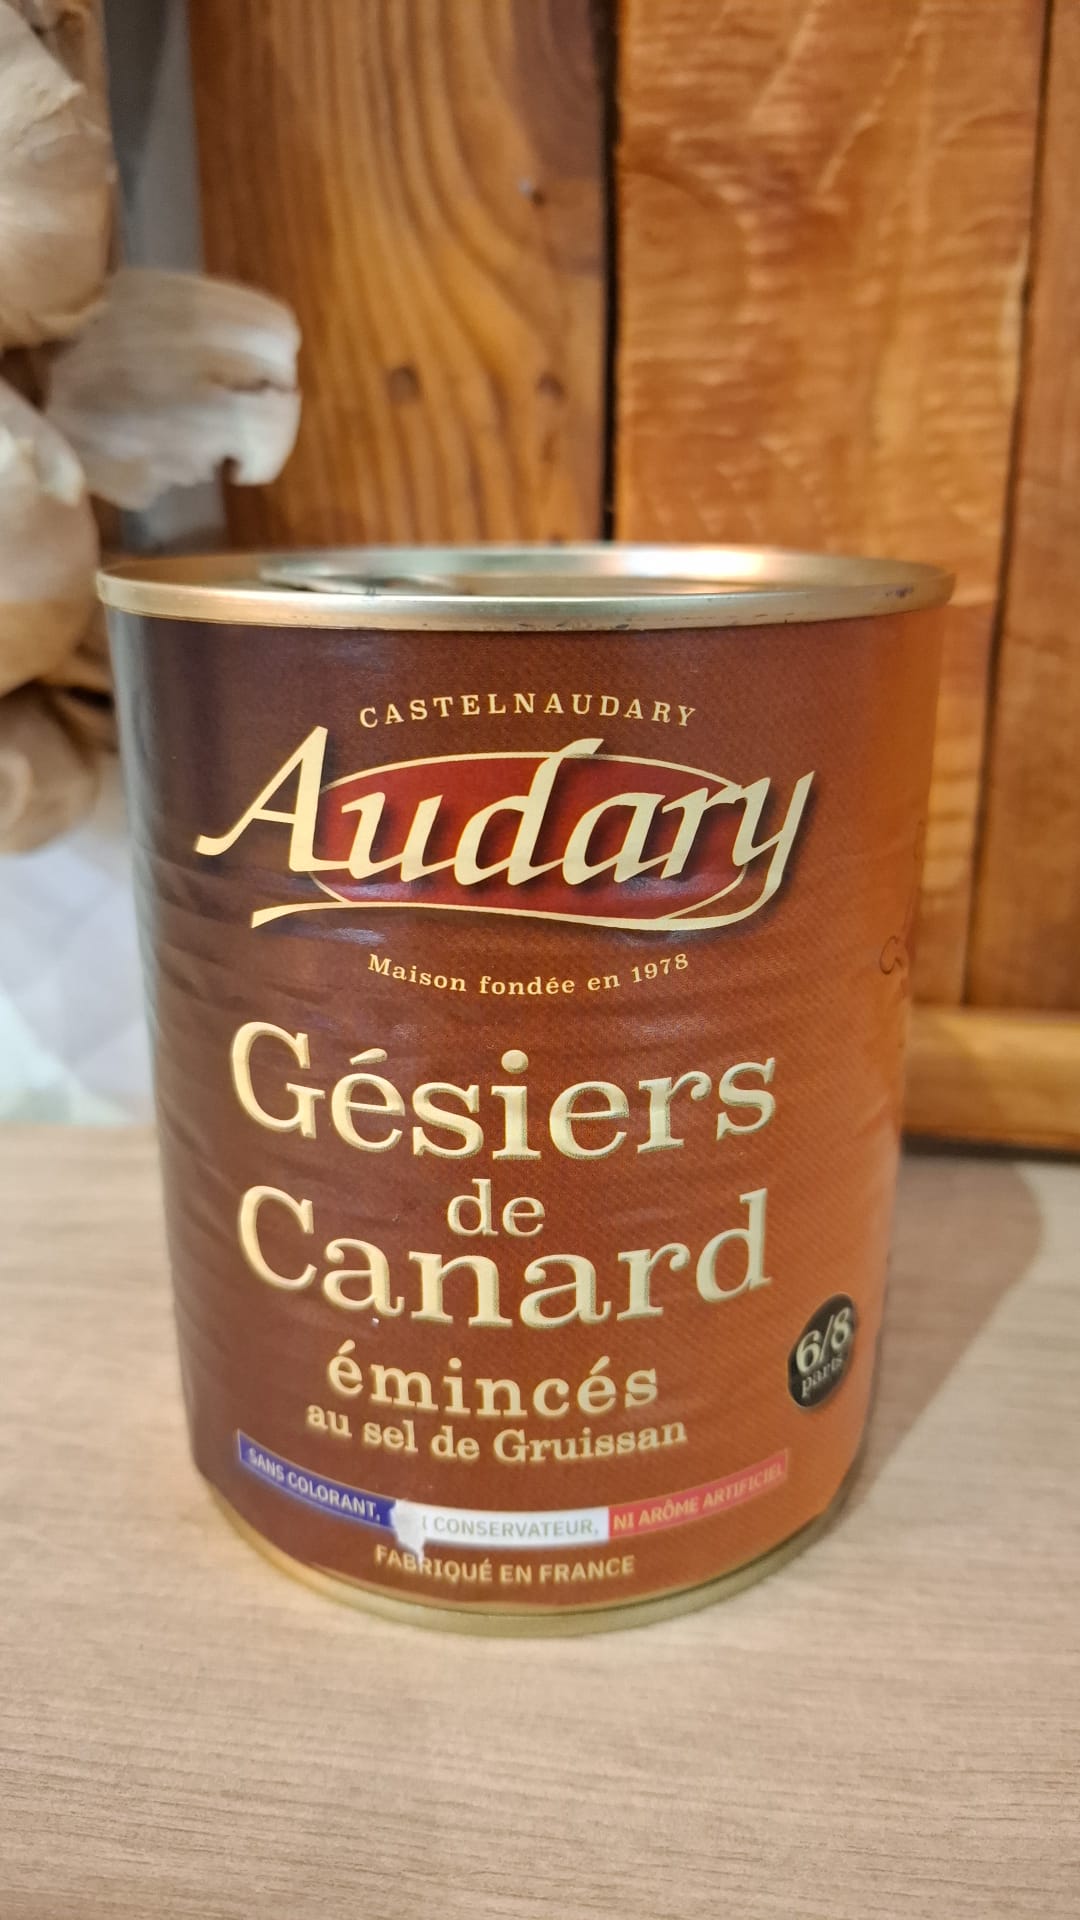 CASTELNAUDARY
Audary
Maison fondée en 1978
Gésiers
de
Canard
émincés
au sel de Gruissan
6/8
parts
SANS COLORANT, CONSERVATEUR, NI ARÔME ARTIFICIEL
FABRIQUÉ EN FRANCE